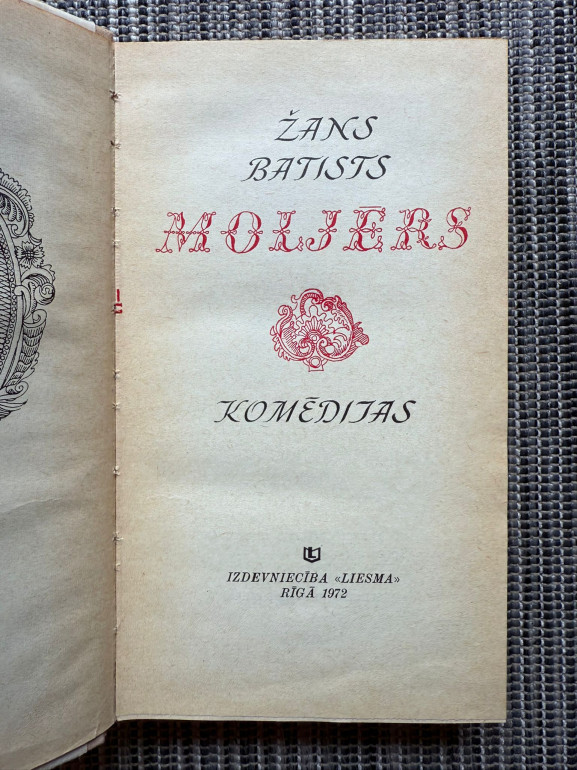 ŽANS
BATISTS
MOLJĒRS
KOMĒDIJAS
IZDEVNIECĪBA «LIESMA»
RĪGĀ 1972